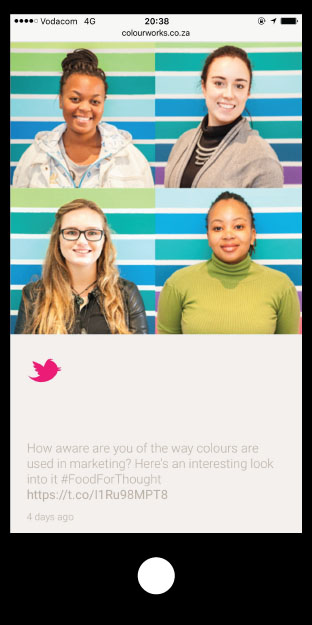 Vodacom 4G 20:38
colourworks.co.za
How aware are you of the way colours are
used in marketing? Here's an interesting look
into it #FoodForThought
https://t.co/I1Ru98MPT8
4 days ago